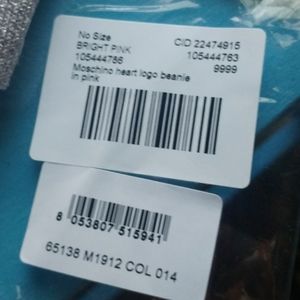 No Size CID 22474915
BRIGHT PINK 105444763
105444786 9999
Moschino heart logo beanie
in pink
8 053807 515941
65138 M1912 COL 014